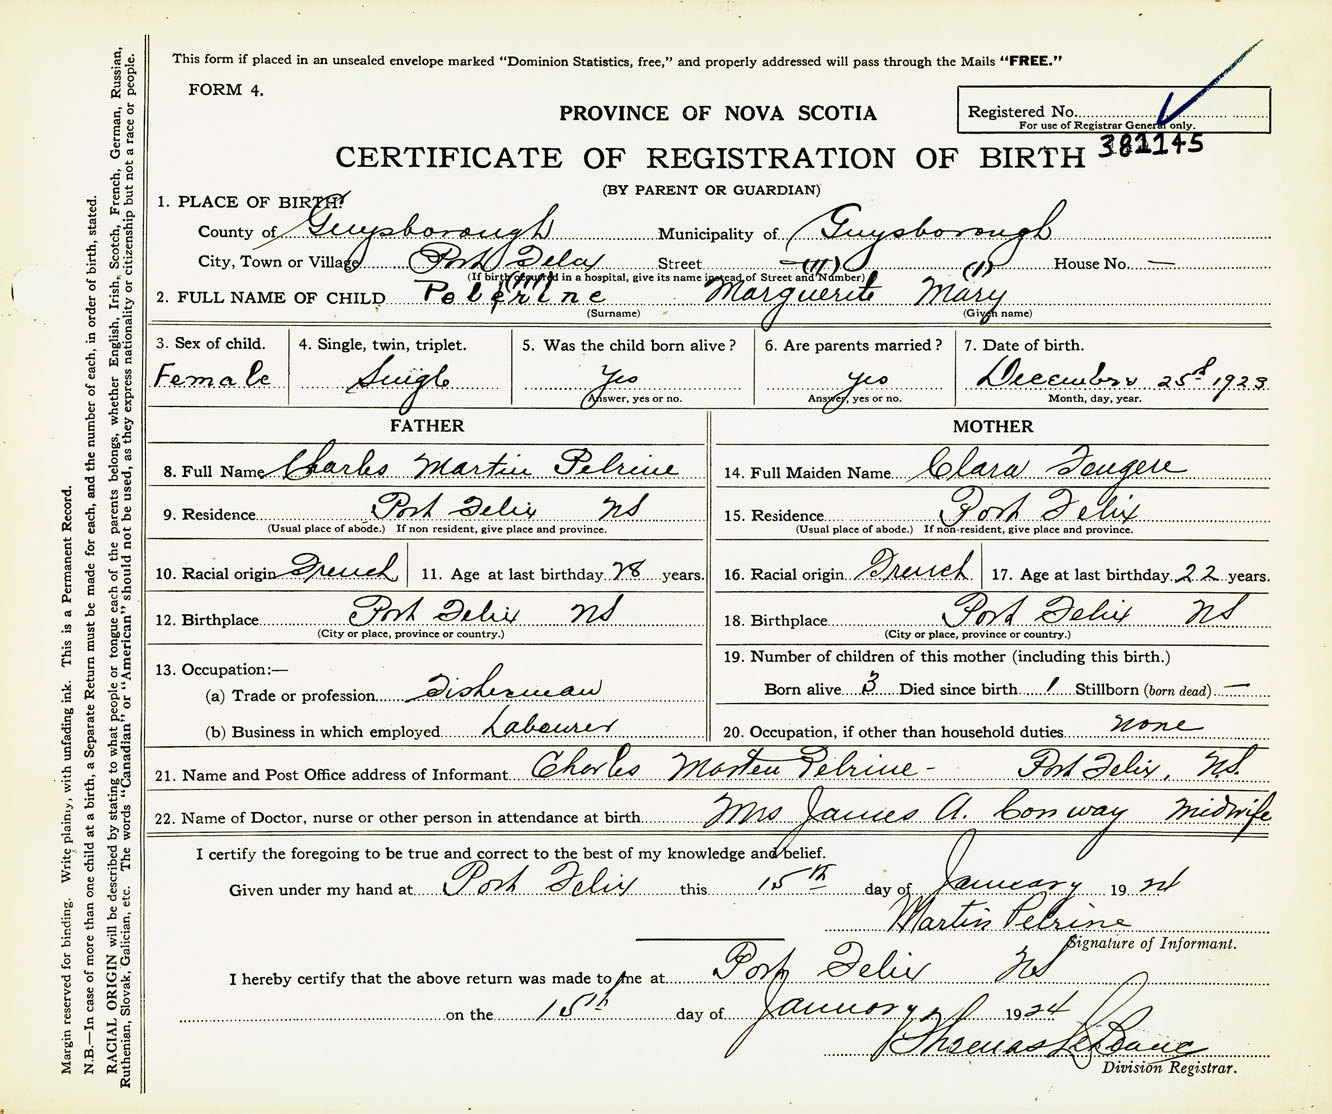 This form if placed in an unsealed envelope marked "Dominion Statistics, free," and properly addressed will pass through the Mails "FREE."
FORM 4.
PROVINCE OF NOVA SCOTIA
Registered No.
For use of Registrar General only.
381145
CERTIFICATE OF REGISTRATION OF BIRTH
(BY PARENT OR GUARDIAN)
1. PLACE OF BIRTH:
County of Guysborough Municipality of Guysborough
City, Town or Village Port Felix Street — House No. —
(If birth occurred in a hospital, give its name instead of Street and Number)
(III) (II) (I)
2. FULL NAME OF CHILD Pelerine Marguerite Mary
(Surname) (Given name)
3. Sex of child. 4. Single, twin, triplet. 5. Was the child born alive? 6. Are parents married? 7. Date of birth.
Female Single Yes yes December 25th 1923
Answer, yes or no. Answer, yes or no. Month, day, year.
FATHER MOTHER
8. Full Name Charles Martin Pelrine 14. Full Maiden Name Clara Fougere
9. Residence Port Felix NS 15. Residence Port Felix
(Usual place of abode.) If non resident, give place and province. (Usual place of abode.) If non-resident, give place and province.
10. Racial origin French 11. Age at last birthday 28 years. 16. Racial origin French 17. Age at last birthday 22 years.
12. Birthplace Port Felix NS 18. Birthplace Port Felix NS
(City or place, province or country.) (City or place, province or country.)
13. Occupation:— 19. Number of children of this mother (including this birth.)
(a) Trade or profession Fisherman Born alive 3 Died since birth 1 Stillborn (born dead) —
(b) Business in which employed Labourer 20. Occupation, if other than household duties none
21. Name and Post Office address of Informant Charles Marten Pelrine - Port Felix, NS.
22. Name of Doctor, nurse or other person in attendance at birth Mrs James A. Conway Midwife
I certify the foregoing to be true and correct to the best of my knowledge and belief.
Given under my hand at Port Felix this 15th day of January 1924
Martin Pelrine
Signature of Informant.
I hereby certify that the above return was made to me at Port Felix NS
on the 15th day of January 1924
Thomas LeBlanc
Division Registrar.
Margin reserved for binding. Write plainly, with unfading ink. This is a Permanent Record.
N.B.—In case of more than one child at a birth, a Separate Return must be made for each, and the number of each, in order of birth, stated.
RACIAL ORIGIN will be described by stating to what people or tongue each of the parents belongs, whether English, Irish, Scotch, French, German, Russian,
Ruthenian, Slovak, Galician, etc. The words "Canadian" or "American" should not be used, as they express nationality or citizenship but not a race or people.